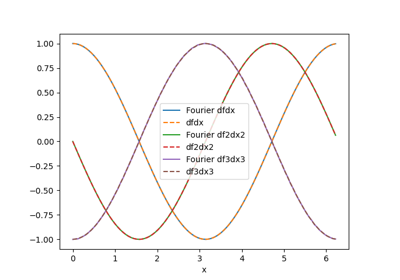 1.00
0.75
0.50
0.25
0.00
−0.25
−0.50
−0.75
−1.00
Fourier dfdx
dfdx
Fourier df2dx2
df2dx2
Fourier df3dx3
df3dx3
0 1 2 3 4 5 6
x